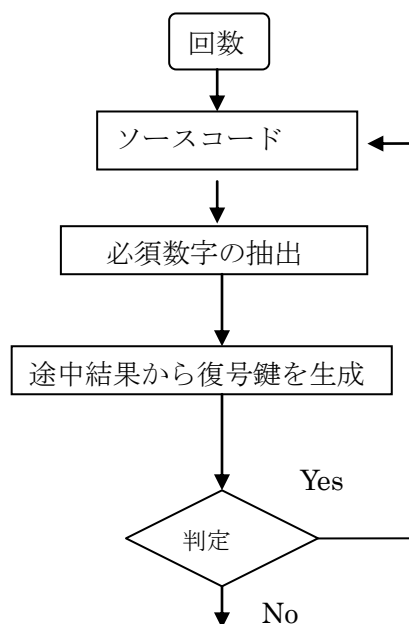 回数
ソースコード
必須数字の抽出
途中結果から復号鍵を生成
Yes
判定
No